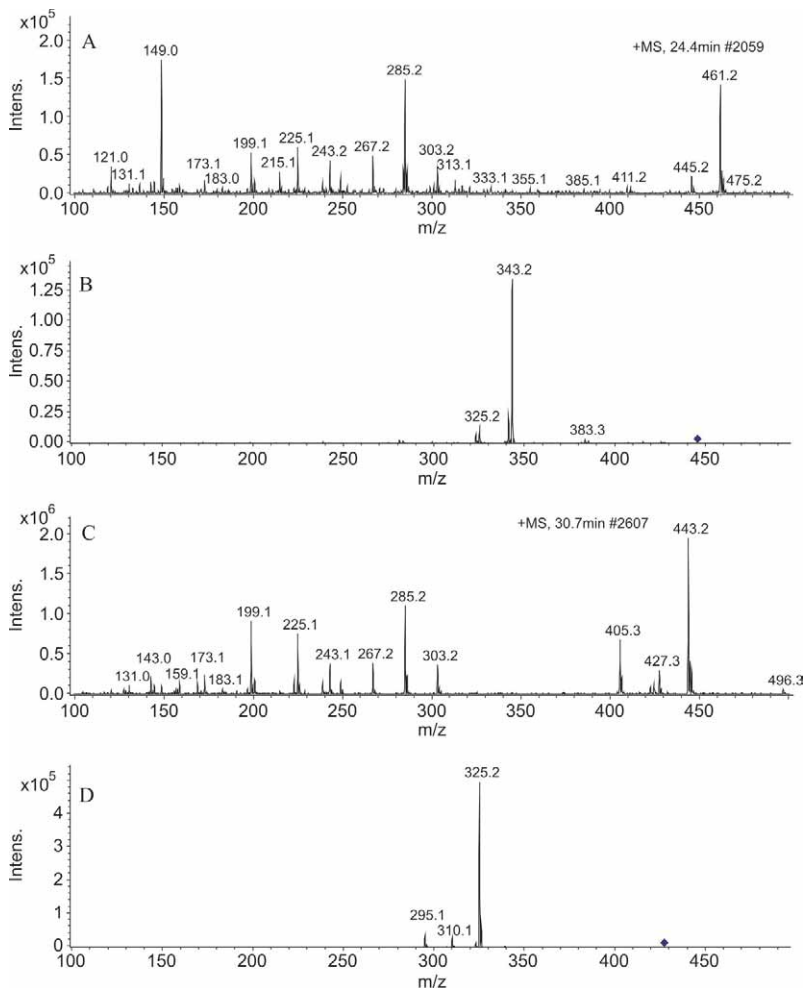 x10^5
A
+MS, 24.4min #2059
2.0
1.5
1.0
0.5
0.0
Intens.
149.0
285.2
461.2
121.0
131.1
173.1
183.0
199.1
215.1
225.1
243.2
267.2
303.2
313.1
333.1
355.1
385.1
411.2
445.2
475.2
100 150 200 250 300 350 400 450
m/z
x10^5
B
1.25
1.00
0.75
0.50
0.25
0.00
Intens.
343.2
325.2
383.3
100 150 200 250 300 350 400 450
m/z
x10^6
C
+MS, 30.7min #2607
2.0
1.5
1.0
0.5
0.0
Intens.
443.2
285.2
199.1
225.1
405.3
131.0
143.0
159.1
173.1
183.1
243.1
267.2
303.2
427.3
496.3
100 150 200 250 300 350 400 450
m/z
x10^5
D
4
3
2
1
0
Intens.
325.2
295.1
310.1
100 150 200 250 300 350 400 450
m/z